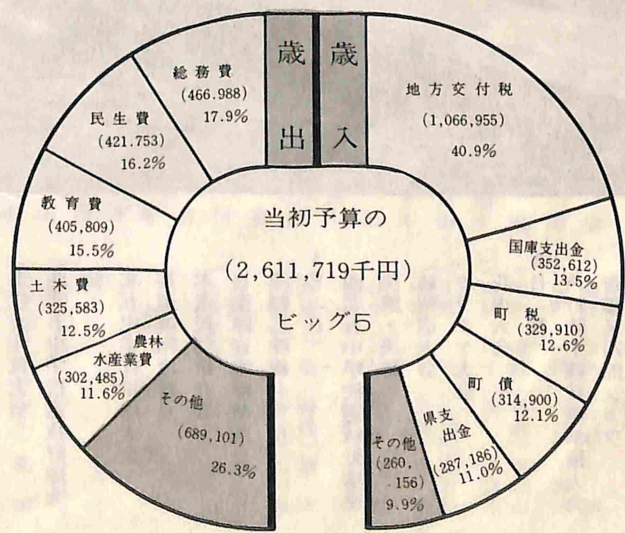 歳出
歳入
当初予算の
(2,611,719千円)
ビッグ5
総務費
(466.988)
17.9%
民生費
(421.753)
16.2%
教育費
(405,809)
15.5%
土木費
(325,583)
12.5%
農林
水産業費
(302,485)
11.6%
その他
(689,101)
26.3%
地方交付税
(1,066,955)
40.9%
国庫支出金
(352,612)
13.5%
町税
(329,910)
12.6%
町債
(314,900)
12.1%
県支
出金
(287,186)
11.0%
その他
(260,
.156)
9.9%